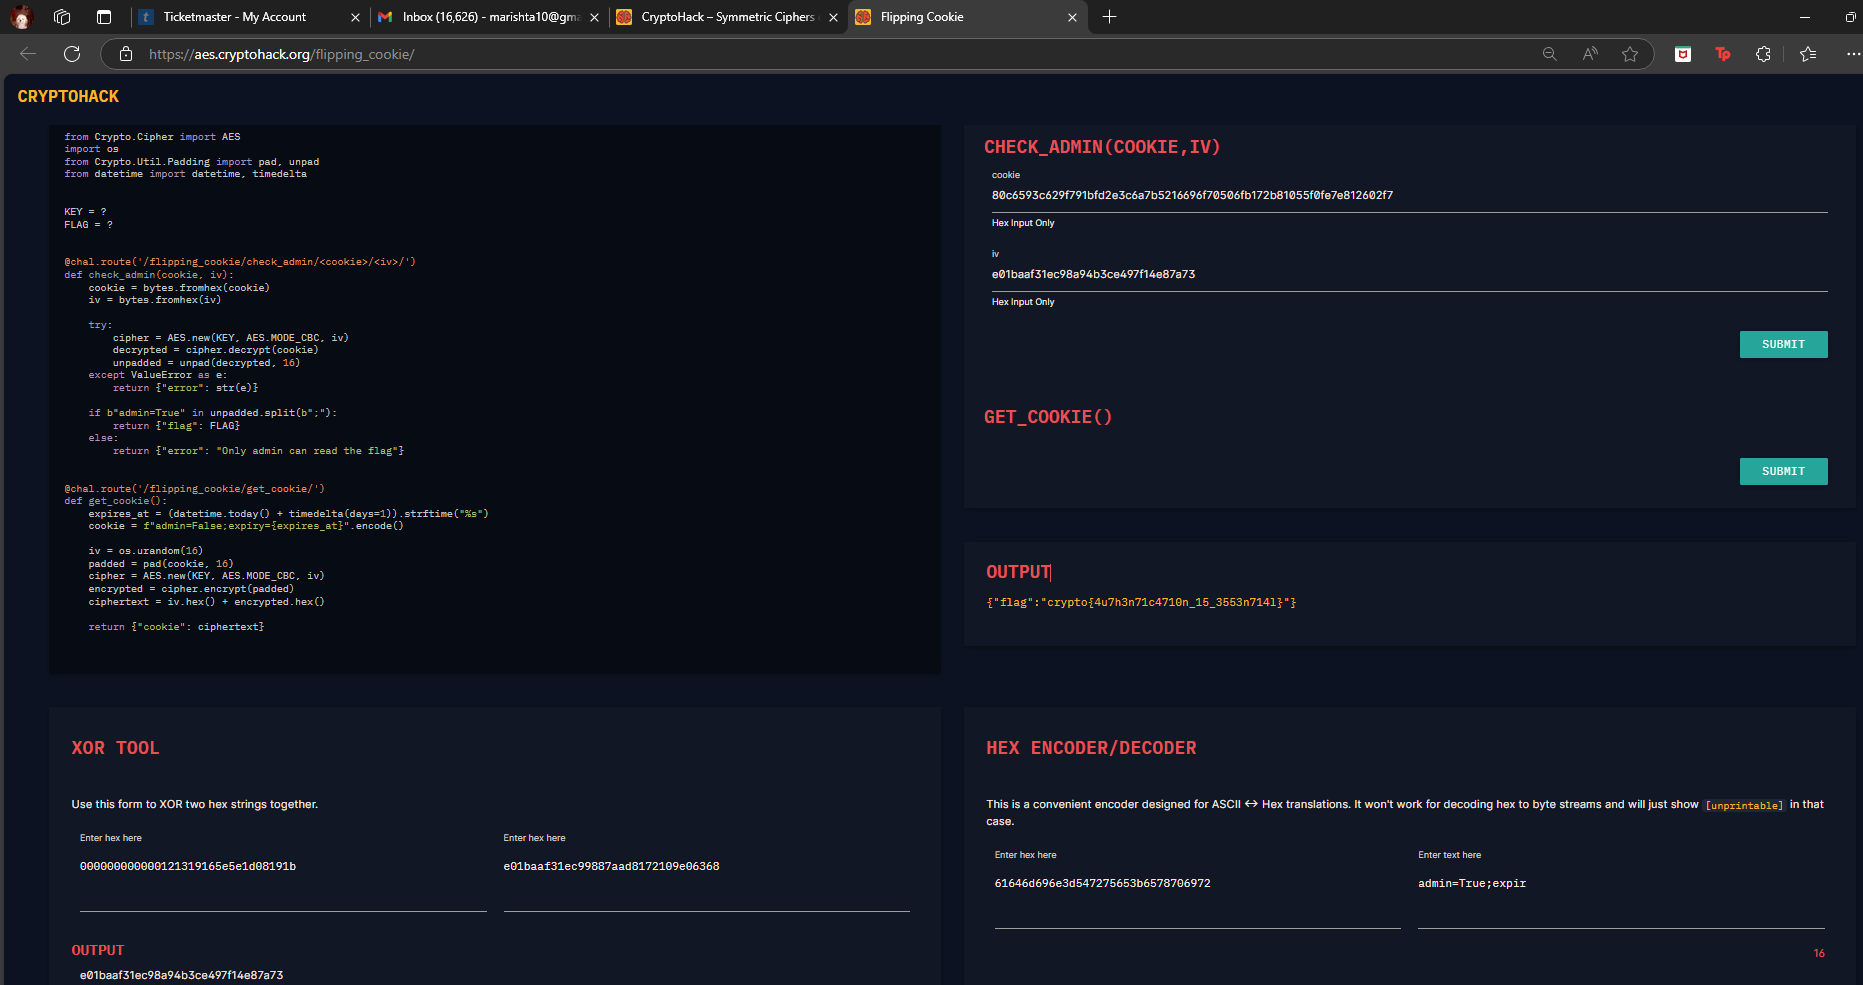 Ticketmaster - My Account
Inbox (16,626) - marishta10@gma
CryptoHack – Symmetric Ciphers
Flipping Cookie
https://aes.cryptohack.org/flipping_cookie/
CRYPTOHACK
from Crypto.Cipher import AES
import os
from Crypto.Util.Padding import pad, unpad
from datetime import datetime, timedelta
KEY = ?
FLAG = ?
@chal.route('/flipping_cookie/check_admin/<cookie>/<iv>/')
def check_admin(cookie, iv):
    cookie = bytes.fromhex(cookie)
    iv = bytes.fromhex(iv)
    try:
        cipher = AES.new(KEY, AES.MODE_CBC, iv)
        decrypted = cipher.decrypt(cookie)
        unpadded = unpad(decrypted, 16)
    except ValueError as e:
        return {"error": str(e)}
    if b"admin=True" in unpadded.split(b";"):
        return {"flag": FLAG}
    else:
        return {"error": "Only admin can read the flag"}
@chal.route('/flipping_cookie/get_cookie/')
def get_cookie():
    expires_at = (datetime.today() + timedelta(days=1)).strftime("%s")
    cookie = f"admin=False;expiry={expires_at}".encode()
    iv = os.urandom(16)
    padded = pad(cookie, 16)
    cipher = AES.new(KEY, AES.MODE_CBC, iv)
    encrypted = cipher.encrypt(padded)
    ciphertext = iv.hex() + encrypted.hex()
    return {"cookie": ciphertext}
CHECK_ADMIN(COOKIE,IV)
cookie
80c6593c629f791bfd2e3c6a7b5216696f70506fb172b81055f0fe7e812602f7
Hex Input Only
iv
e01baaf31ec98a94b3ce497f14e87a73
Hex Input Only
SUBMIT
GET_COOKIE()
SUBMIT
OUTPUT
{"flag":"crypto{4u7h3n71c4710n_15_3553n714l}"}
XOR TOOL
Use this form to XOR two hex strings together.
Enter hex here
Enter hex here
000000000000121319165e5e1d08191b
e01baaf31ec99887aad8172109e06368
OUTPUT
e01baaf31ec98a94b3ce497f14e87a73
HEX ENCODER/DECODER
This is a convenient encoder designed for ASCII <-> Hex translations. It won't work for decoding hex to byte streams and will just show [unprintable] in that
case.
Enter hex here
Enter text here
61646d696e3d547275653b6578706972
admin=True;expir
16